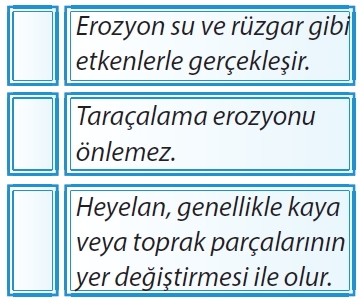 Erozyon su ve rüzgar gibi
etkenlerle gerçekleşir.
Taraçalama erozyonu
önlemez.
Heyelan, genellikle kaya
veya toprak parçalarının
yer değiştirmesi ile olur.